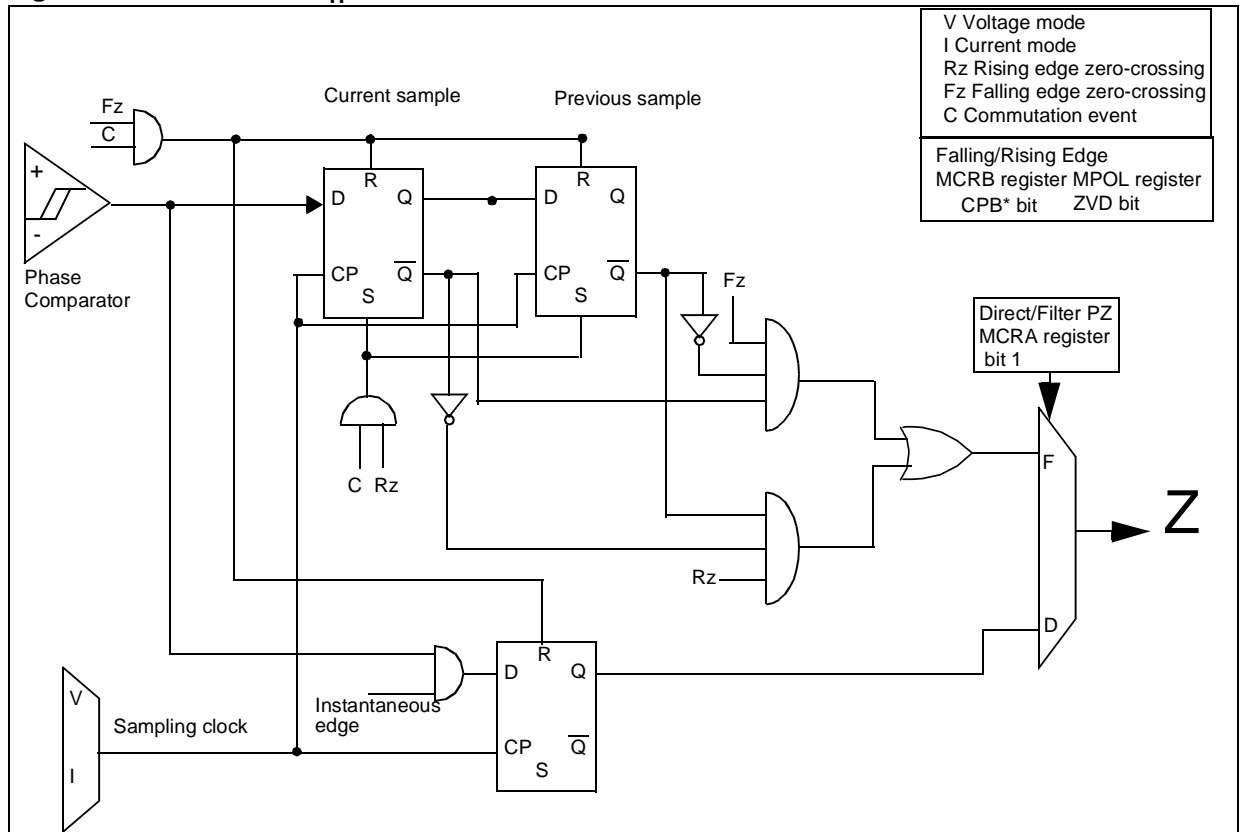 V Voltage mode
I Current mode
Rz Rising edge zero-crossing
Fz Falling edge zero-crossing
C Commutation event
Falling/Rising Edge
MCRB register MPOL register
CPB* bit ZVD bit
Current sample
Previous sample
Fz
C
+
-
Phase
Comparator
R
D Q
CP Q
S
R
D Q
CP Q
S
Fz
C Rz
Direct/Filter PZ
MCRA register
bit 1
F
Z
Rz
D
R
D Q
Instantaneous
edge
CP Q
S
V
Sampling clock
I